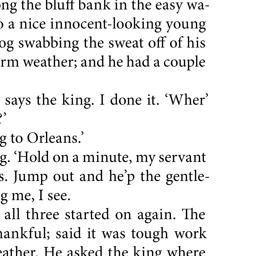 ng the bluff bank in the easy wa-
o a nice innocent-looking young
og swabbing the sweat off of his
rm weather; and he had a couple
says the king. I done it. ‘Wher’
?’
g to Orleans.’
g. ‘Hold on a minute, my servant
s. Jump out and he’p the gentle-
g me, I see.
all three started on again. The
hankful; said it was tough work
eather. He asked the king where